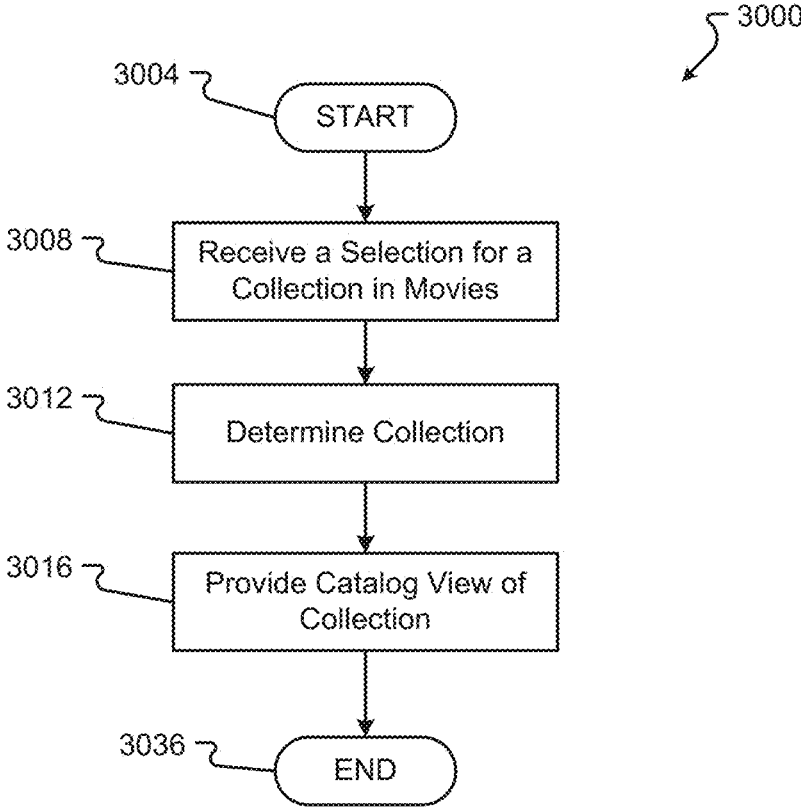 3000
3004
START
3008
Receive a Selection for a
Collection in Movies
3012
Determine Collection
3016
Provide Catalog View of
Collection
3036
END